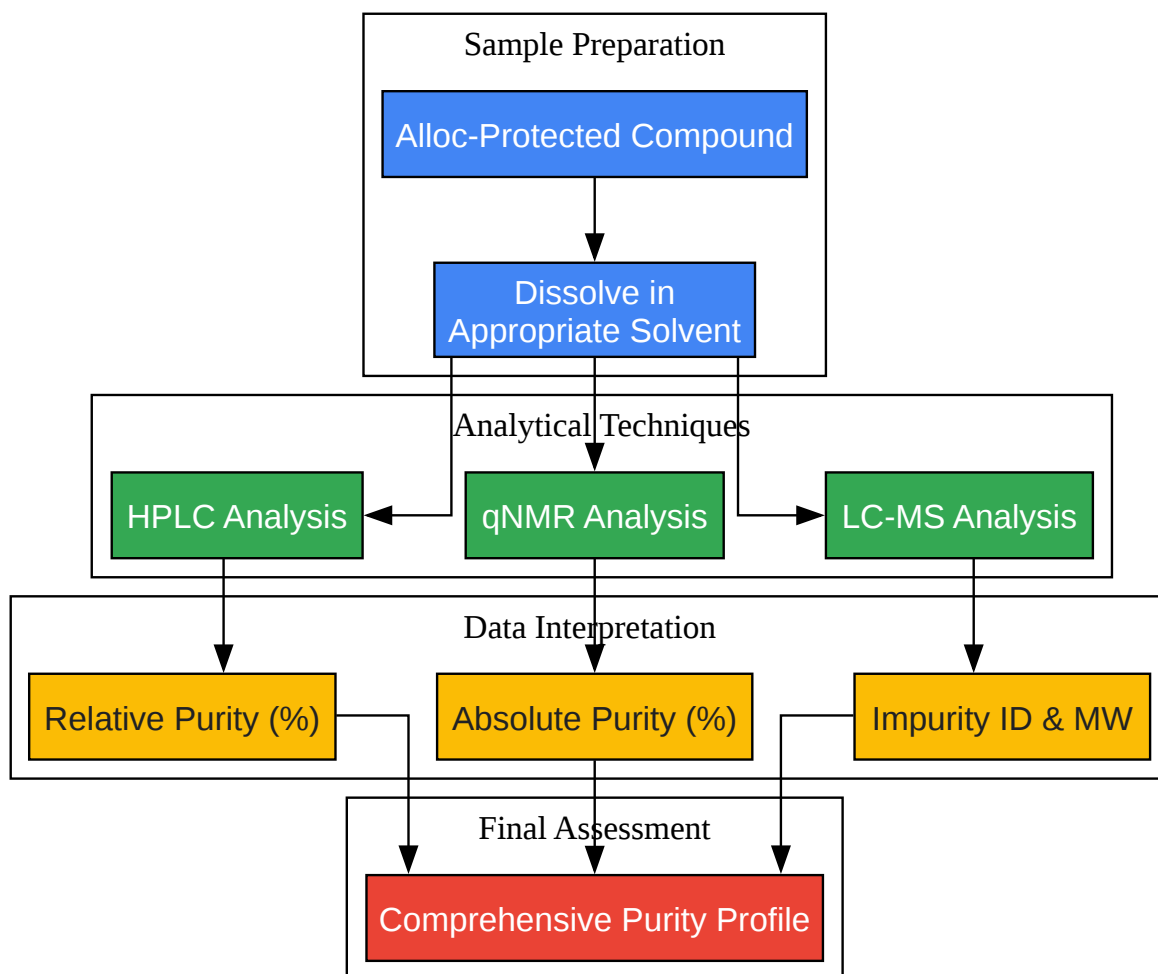 Sample Preparation
Alloc-Protected Compound
Dissolve in
Appropriate Solvent
Analytical Techniques
HPLC Analysis
qNMR Analysis
LC-MS Analysis
Data Interpretation
Relative Purity (%)
Absolute Purity (%)
Impurity ID & MW
Final Assessment
Comprehensive Purity Profile